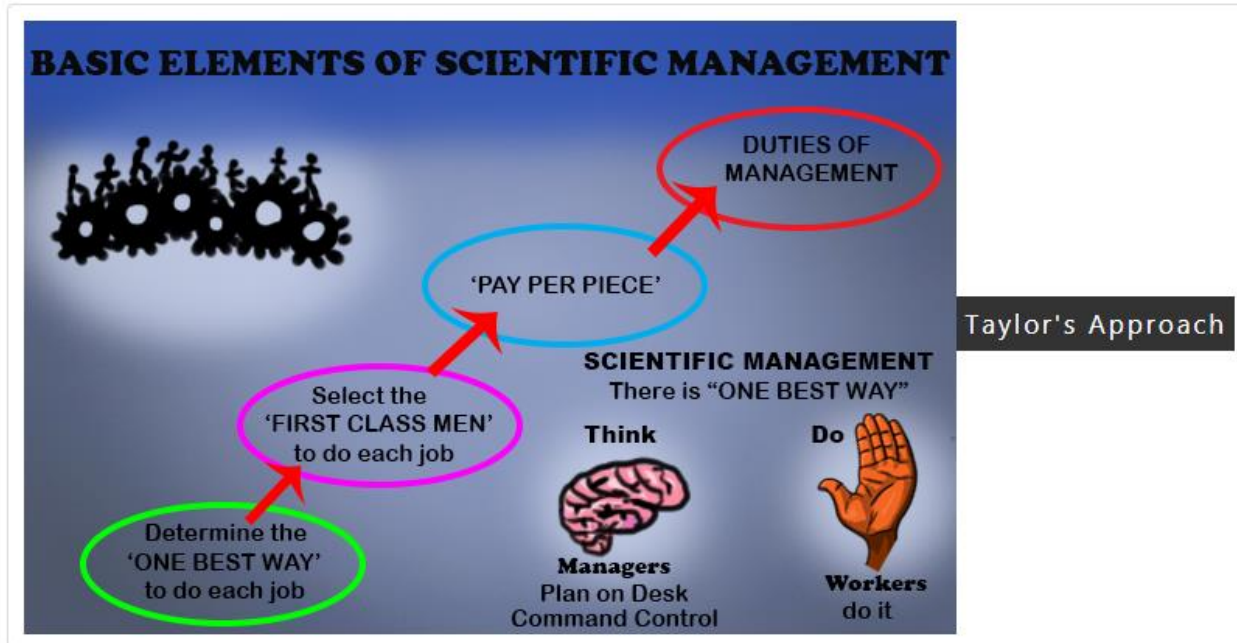 BASIC ELEMENTS OF SCIENTIFIC MANAGEMENT
DUTIES OF
MANAGEMENT
‘PAY PER PIECE’
Select the
‘FIRST CLASS MEN’
to do each job
Determine the
‘ONE BEST WAY’
to do each job
SCIENTIFIC MANAGEMENT
There is “ONE BEST WAY”
Think
Do
Managers
Plan on Desk
Command Control
Workers
do it
Taylor's Approach